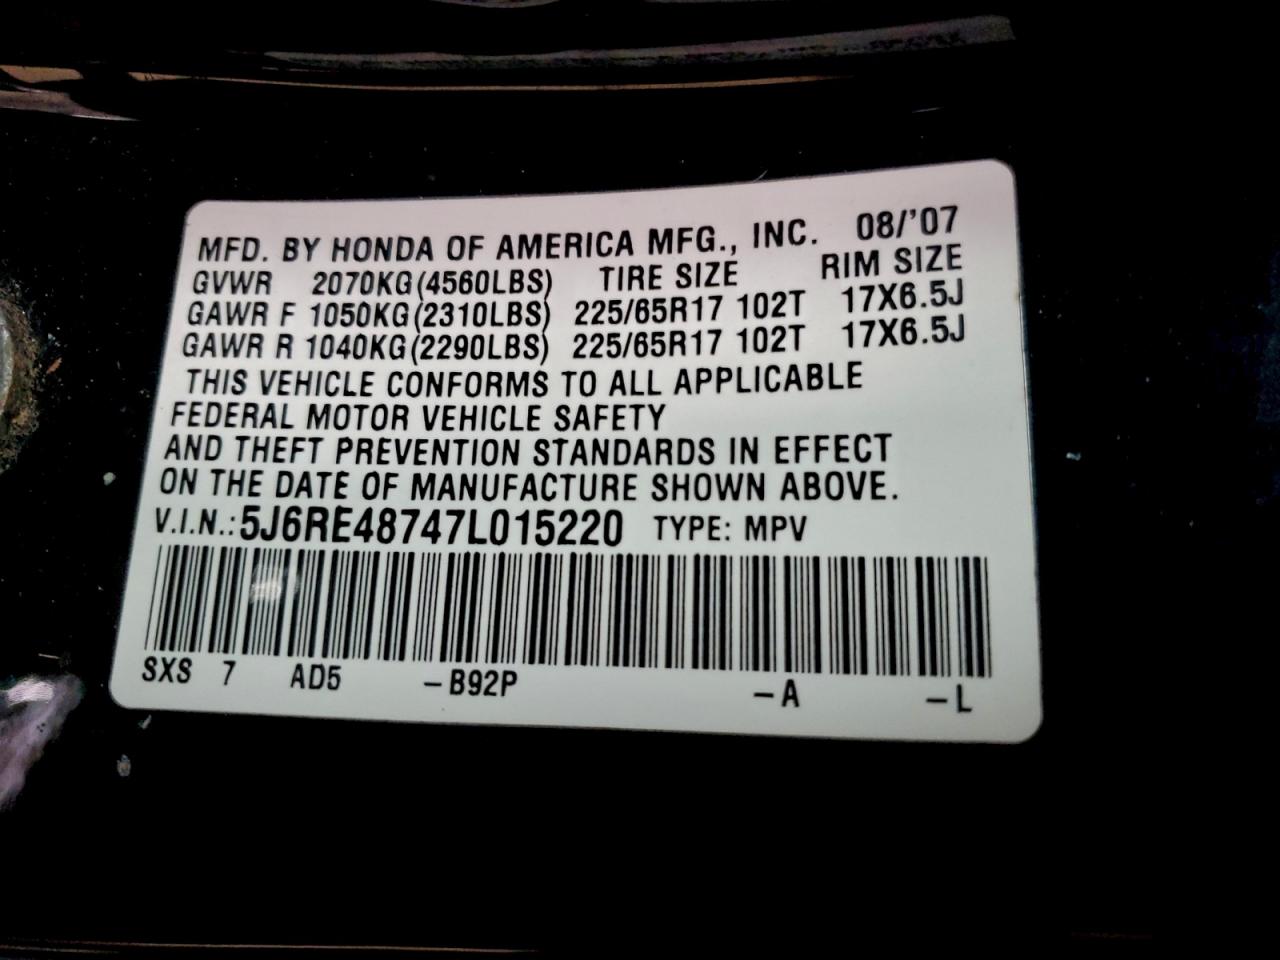 MFD. BY HONDA OF AMERICA MFG., INC. 08/'07
GVWR 2070KG(4560LBS) TIRE SIZE RIM SIZE
GAWR F 1050KG(2310LBS) 225/65R17 102T 17X6.5J
GAWR R 1040KG(2290LBS) 225/65R17 102T 17X6.5J
THIS VEHICLE CONFORMS TO ALL APPLICABLE
FEDERAL MOTOR VEHICLE SAFETY
AND THEFT PREVENTION STANDARDS IN EFFECT
ON THE DATE OF MANUFACTURE SHOWN ABOVE.
V.I.N.:5J6RE48747L015220 TYPE: MPV
SXS 7 AD5 -B92P -A -L